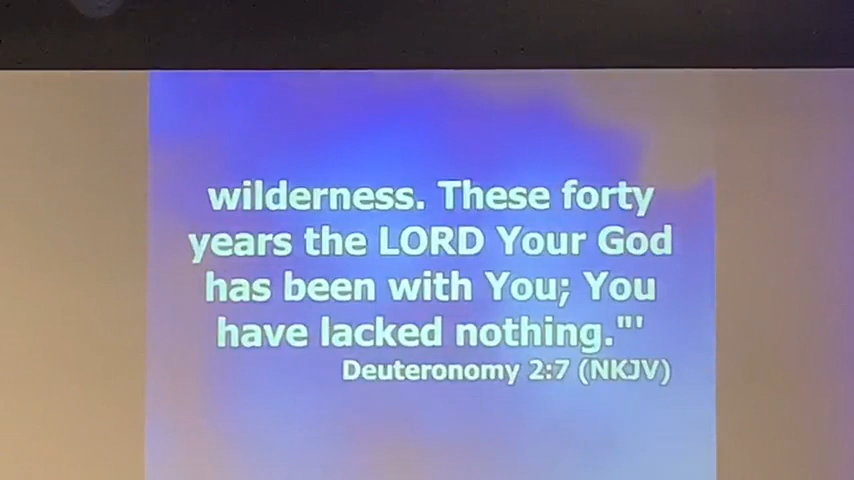 wilderness. These forty
years the LORD Your God
has been with You; You
have lacked nothing."'
Deuteronomy 2:7 (NKJV)